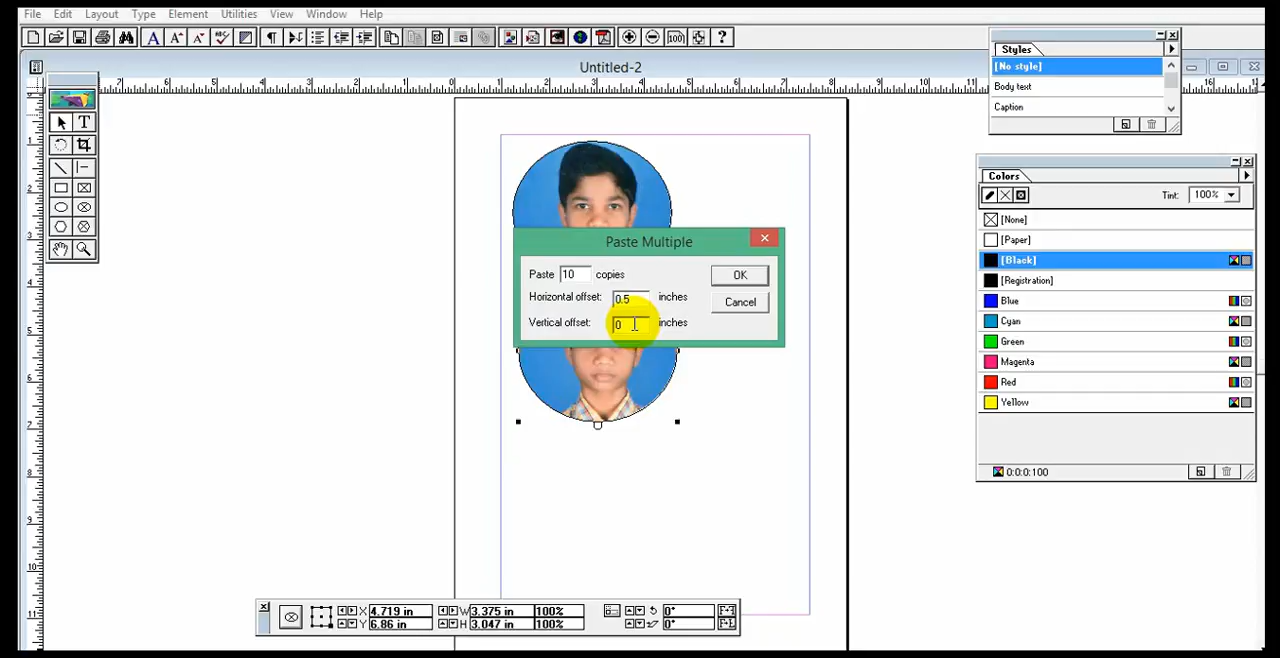 File Edit Layout Type Element Utilities View Window Help
Untitled-2
Styles
[No style]
Body text
Caption
Colors
Tint: 100%
[None]
[Paper]
[Black]
[Registration]
Blue
Cyan
Green
Magenta
Red
Yellow
0:0:0:100
Paste Multiple
Paste 10 copies
OK
Horizontal offset: 0.5 inches
Cancel
Vertical offset: 0 inches
X 4.719 in W 3.375 in 100% 0°
Y 6.86 in H 3.047 in 100% 0°